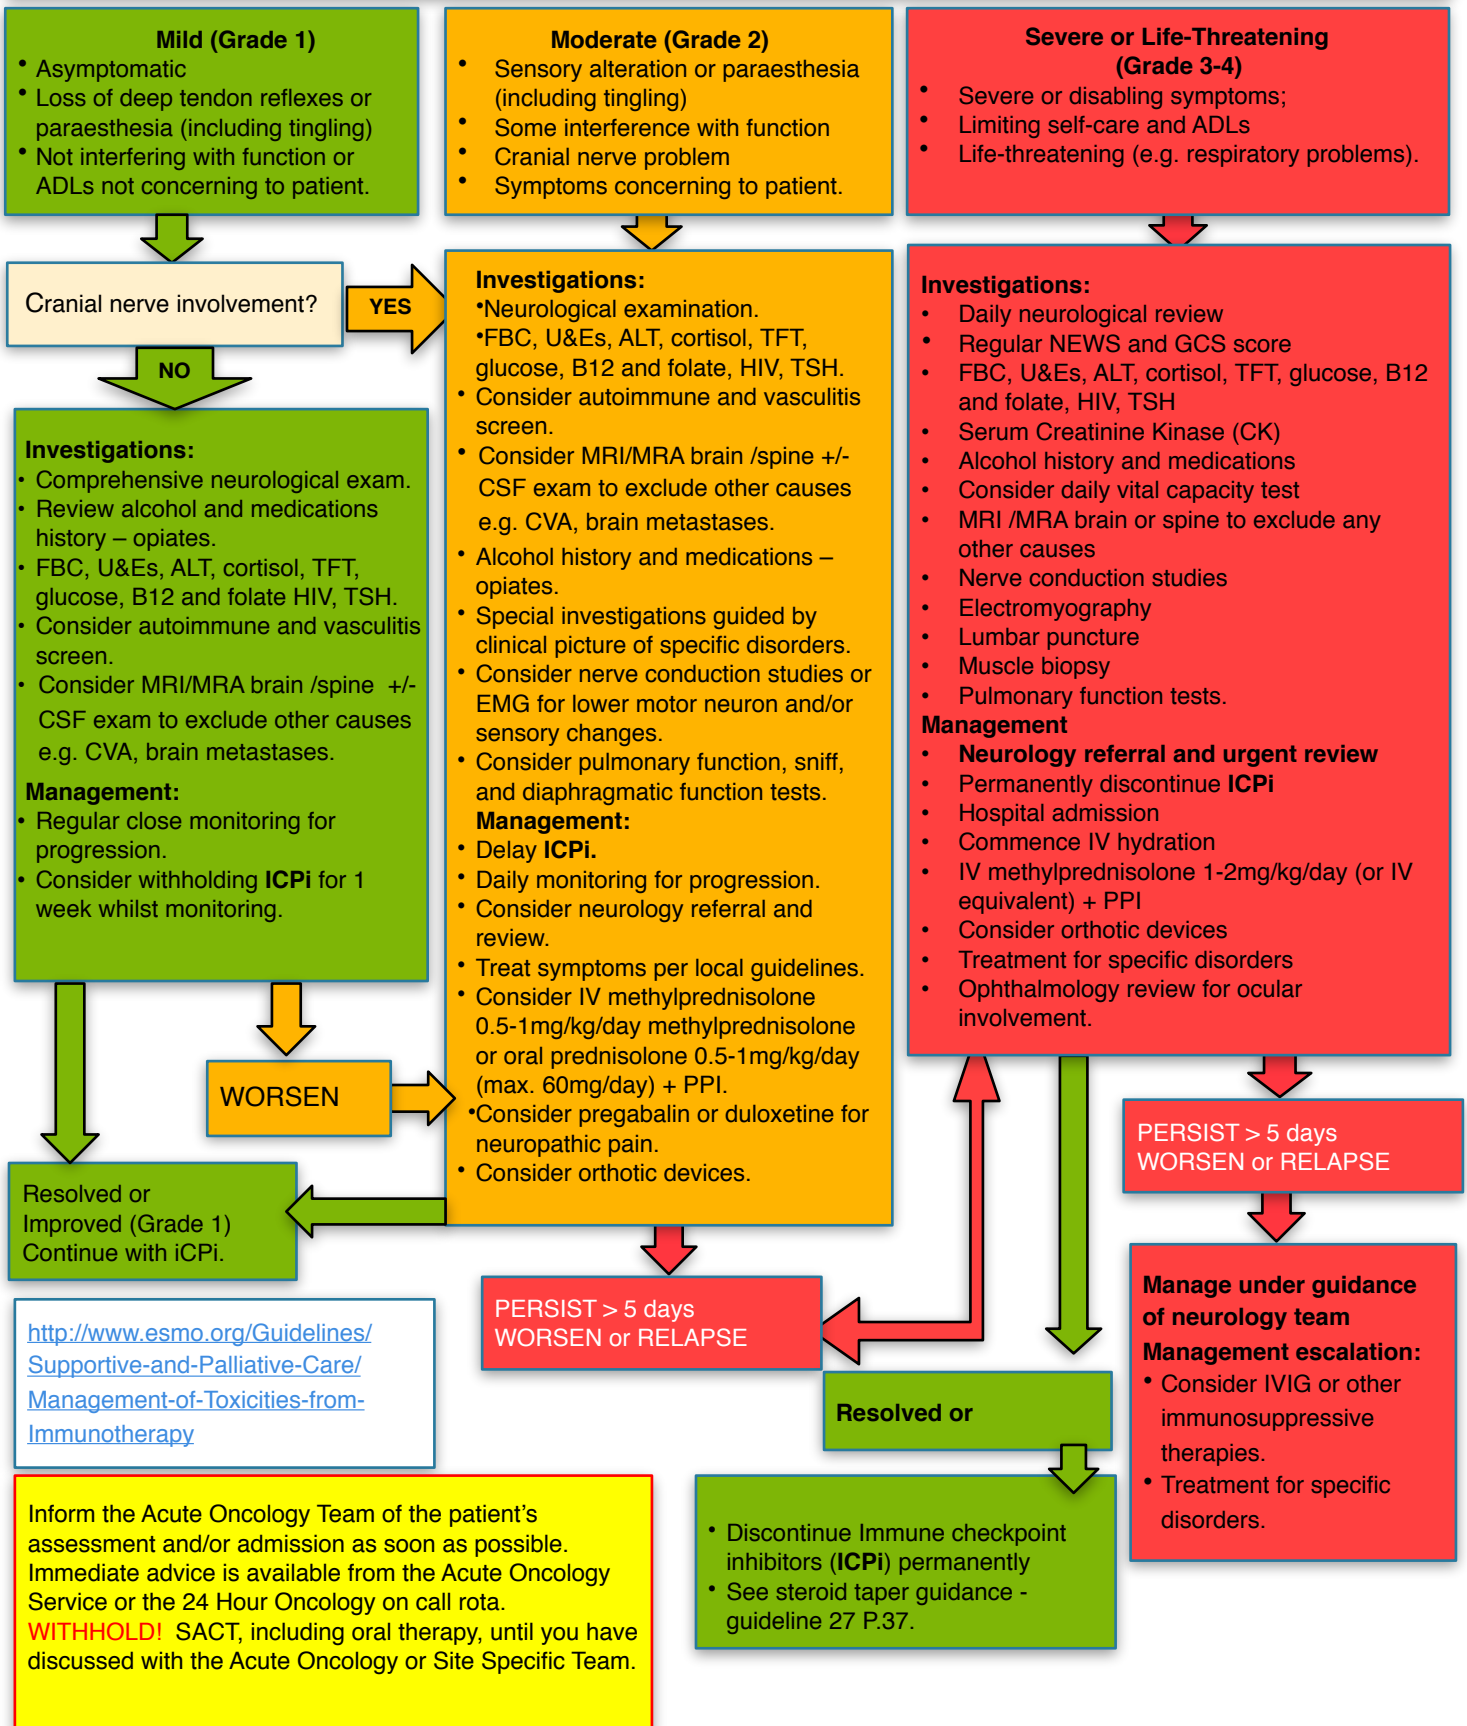 Mild (Grade 1)
• Asymptomatic
• Loss of deep tendon reflexes or
paraesthesia (including tingling)
• Not interfering with function or
ADLs not concerning to patient.
Moderate (Grade 2)
• Sensory alteration or paraesthesia
(including tingling)
• Some interference with function
• Cranial nerve problem
• Symptoms concerning to patient.
Severe or Life-Threatening
(Grade 3-4)
• Severe or disabling symptoms;
• Limiting self-care and ADLs
• Life-threatening (e.g. respiratory problems).
Cranial nerve involvement?
YES
NO
Investigations:
• Comprehensive neurological exam.
• Review alcohol and medications
history – opiates.
• FBC, U&Es, ALT, cortisol, TFT,
glucose, B12 and folate HIV, TSH.
• Consider autoimmune and vasculitis
screen.
• Consider MRI/MRA brain /spine +/-
CSF exam to exclude other causes
e.g. CVA, brain metastases.
Management:
• Regular close monitoring for
progression.
• Consider withholding ICPi for 1
week whilst monitoring.
WORSEN
Resolved or
Improved (Grade 1)
Continue with iCPi.
Investigations:
•Neurological examination.
•FBC, U&Es, ALT, cortisol, TFT,
glucose, B12 and folate, HIV, TSH.
• Consider autoimmune and vasculitis
screen.
• Consider MRI/MRA brain /spine +/-
CSF exam to exclude other causes
e.g. CVA, brain metastases.
• Alcohol history and medications –
opiates.
• Special investigations guided by
clinical picture of specific disorders.
• Consider nerve conduction studies or
EMG for lower motor neuron and/or
sensory changes.
• Consider pulmonary function, sniff,
and diaphragmatic function tests.
Management:
• Delay ICPi.
• Daily monitoring for progression.
• Consider neurology referral and
review.
• Treat symptoms per local guidelines.
• Consider IV methylprednisolone
0.5-1mg/kg/day methylprednisolone
or oral prednisolone 0.5-1mg/kg/day
(max. 60mg/day) + PPI.
•Consider pregabalin or duloxetine for
neuropathic pain.
• Consider orthotic devices.
PERSIST > 5 days
WORSEN or RELAPSE
Investigations:
• Daily neurological review
• Regular NEWS and GCS score
• FBC, U&Es, ALT, cortisol, TFT, glucose, B12
and folate, HIV, TSH
• Serum Creatinine Kinase (CK)
• Alcohol history and medications
• Consider daily vital capacity test
• MRI /MRA brain or spine to exclude any
other causes
• Nerve conduction studies
• Electromyography
• Lumbar puncture
• Muscle biopsy
• Pulmonary function tests.
Management
• Neurology referral and urgent review
• Permanently discontinue ICPi
• Hospital admission
• Commence IV hydration
• IV methylprednisolone 1-2mg/kg/day (or IV
equivalent) + PPI
• Consider orthotic devices
• Treatment for specific disorders
• Ophthalmology review for ocular
involvement.
PERSIST > 5 days
WORSEN or RELAPSE
Manage under guidance
of neurology team
Management escalation:
• Consider IVIG or other
immunosuppressive
therapies.
• Treatment for specific
disorders.
Resolved or
• Discontinue Immune checkpoint
inhibitors (ICPi) permanently
• See steroid taper guidance -
guideline 27 P.37.
http://www.esmo.org/Guidelines/
Supportive-and-Palliative-Care/
Management-of-Toxicities-from-
Immunotherapy
Inform the Acute Oncology Team of the patient’s
assessment and/or admission as soon as possible.
Immediate advice is available from the Acute Oncology
Service or the 24 Hour Oncology on call rota.
WITHHOLD! SACT, including oral therapy, until you have
discussed with the Acute Oncology or Site Specific Team.